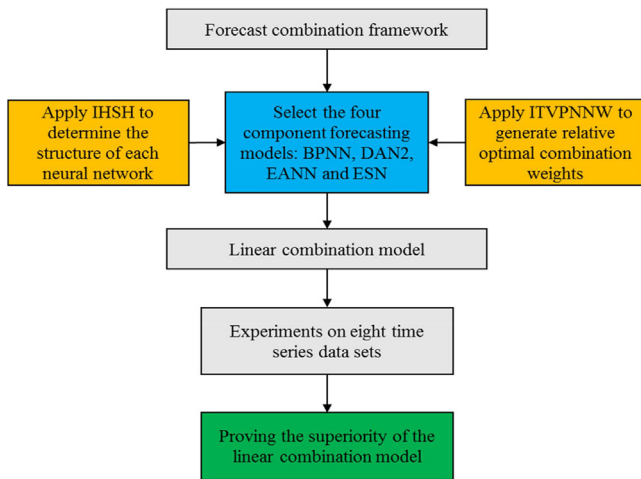 Forecast combination framework
Apply IHSH to
determine the
structure of each
neural network
Select the four
component forecasting
models: BPNN, DAN2,
EANN and ESN
Apply ITVPNNW to
generate relative
optimal combination
weights
Linear combination model
Experiments on eight time
series data sets
Proving the superiority of the
linear combination model